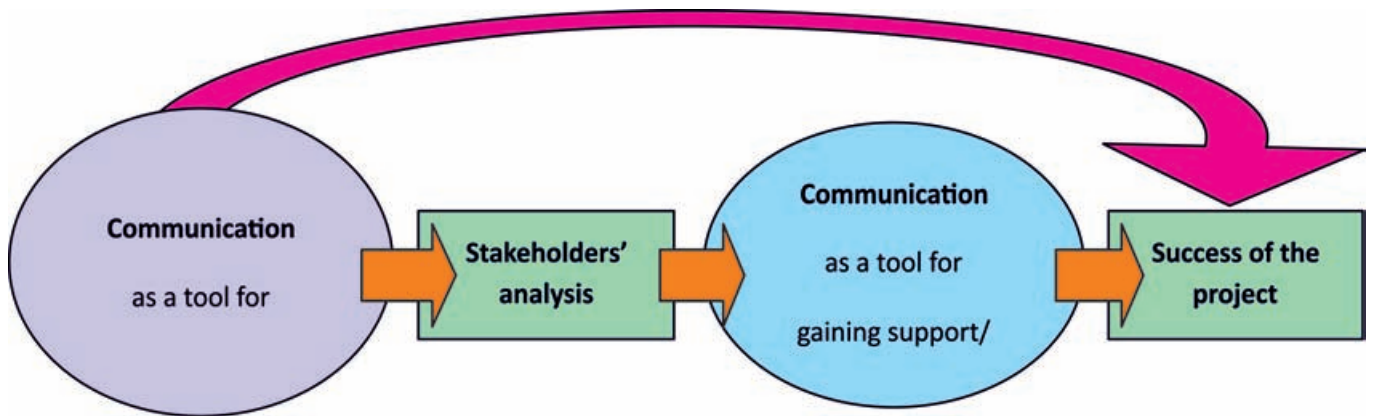 Communication
as a tool for
Stakeholders’
analysis
Communication
as a tool for
gaining support/
Success of the
project